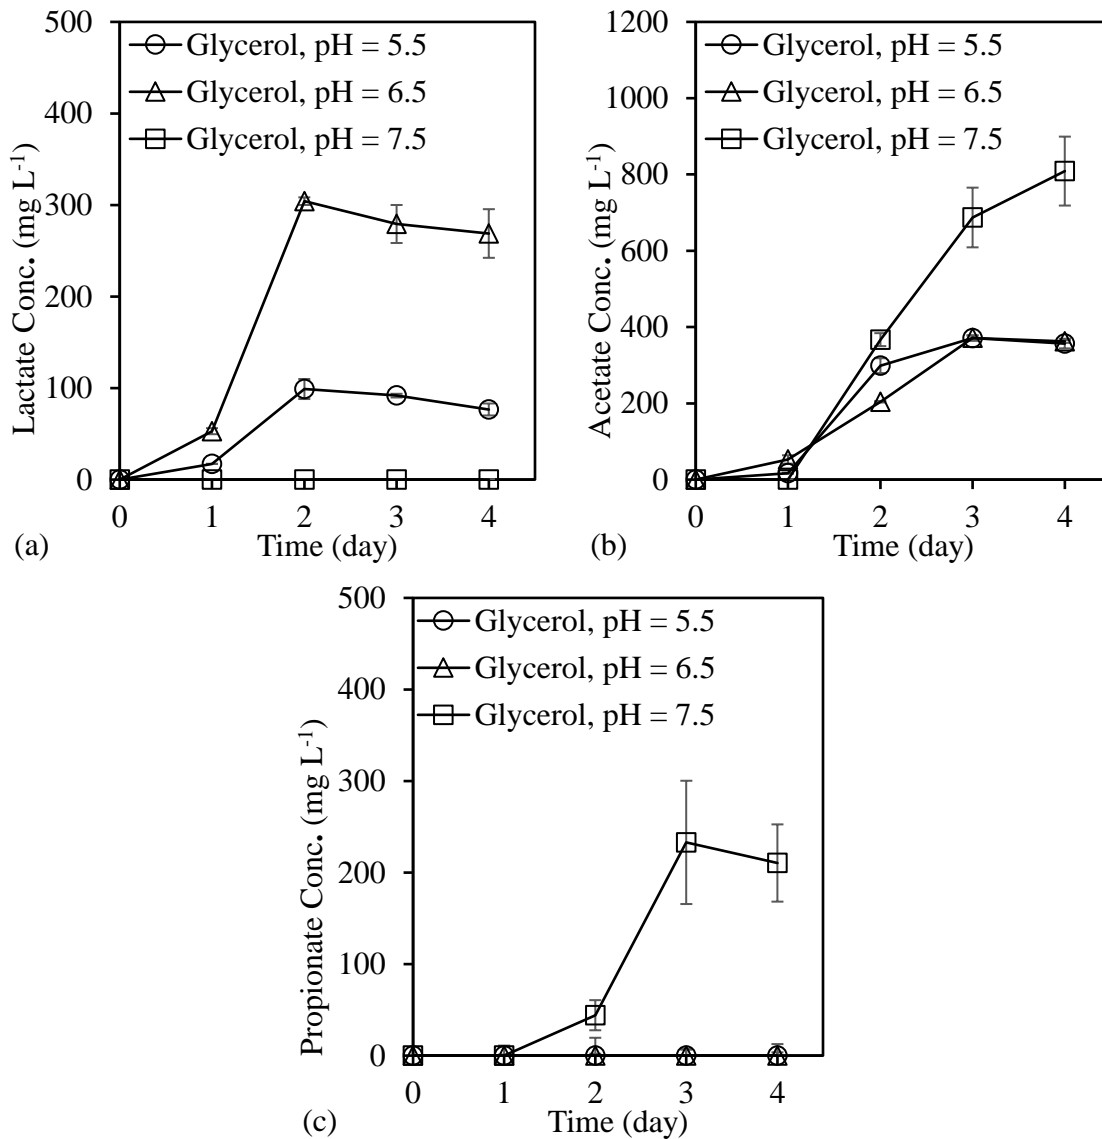 500
400
300
200
100
0
Lactate Conc. (mg L⁻¹)
Glycerol, pH = 5.5
Glycerol, pH = 6.5
Glycerol, pH = 7.5
0 1 2 3 4
Time (day)
(a)
1200
1000
800
600
400
200
0
Acetate Conc. (mg L⁻¹)
Glycerol, pH = 5.5
Glycerol, pH = 6.5
Glycerol, pH = 7.5
0 1 2 3 4
Time (day)
(b)
500
400
300
200
100
0
Propionate Conc. (mg L⁻¹)
Glycerol, pH = 5.5
Glycerol, pH = 6.5
Glycerol, pH = 7.5
0 1 2 3 4
Time (day)
(c)